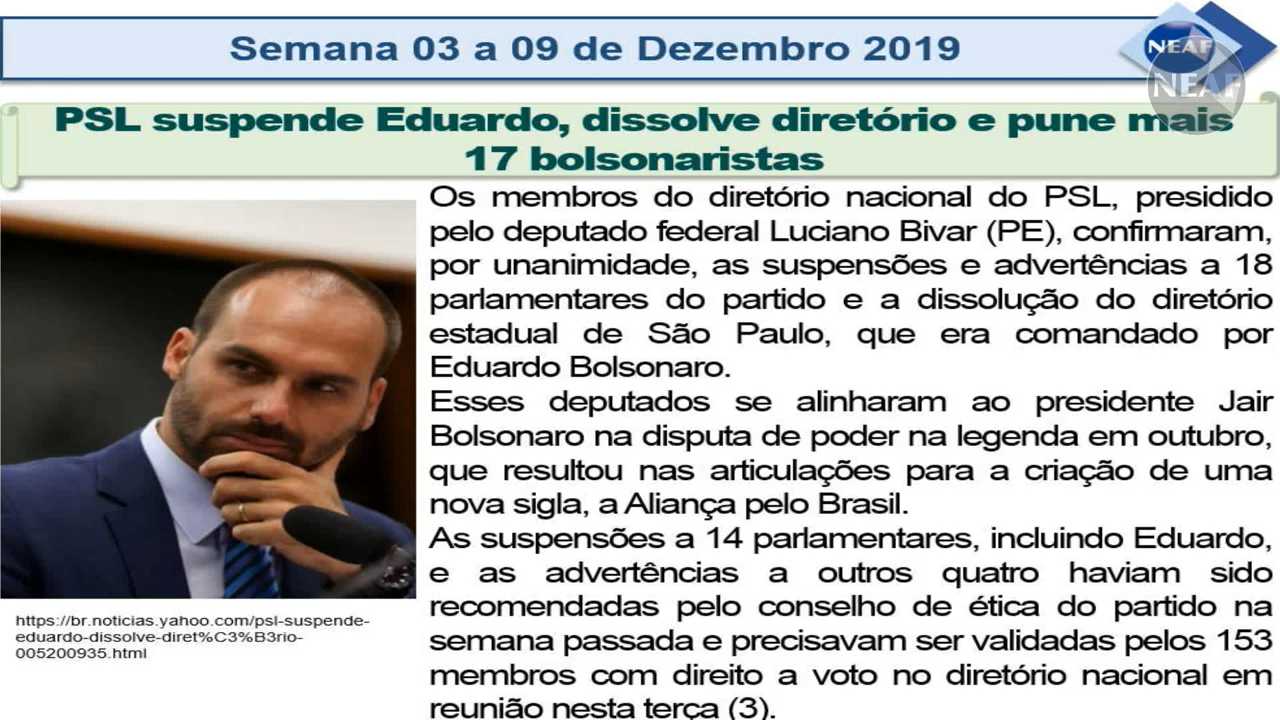 Semana 03 a 09 de Dezembro 2019
NEAF
NEAF
PSL suspende Eduardo, dissolve diretório e pune mais
17 bolsonaristas
Os membros do diretório nacional do PSL, presidido
pelo deputado federal Luciano Bivar (PE), confirmaram,
por unanimidade, as suspensões e advertências a 18
parlamentares do partido e a dissolução do diretório
estadual de São Paulo, que era comandado por
Eduardo Bolsonaro.
Esses deputados se alinharam ao presidente Jair
Bolsonaro na disputa de poder na legenda em outubro,
que resultou nas articulações para a criação de uma
nova sigla, a Aliança pelo Brasil.
As suspensões a 14 parlamentares, incluindo Eduardo,
e as advertências a outros quatro haviam sido
recomendadas pelo conselho de ética do partido na
semana passada e precisavam ser validadas pelos 153
membros com direito a voto no diretório nacional em
reunião nesta terça (3).
https://br.noticias.yahoo.com/psl-suspende-
eduardo-dissolve-diret%C3%B3rio-
005200935.html